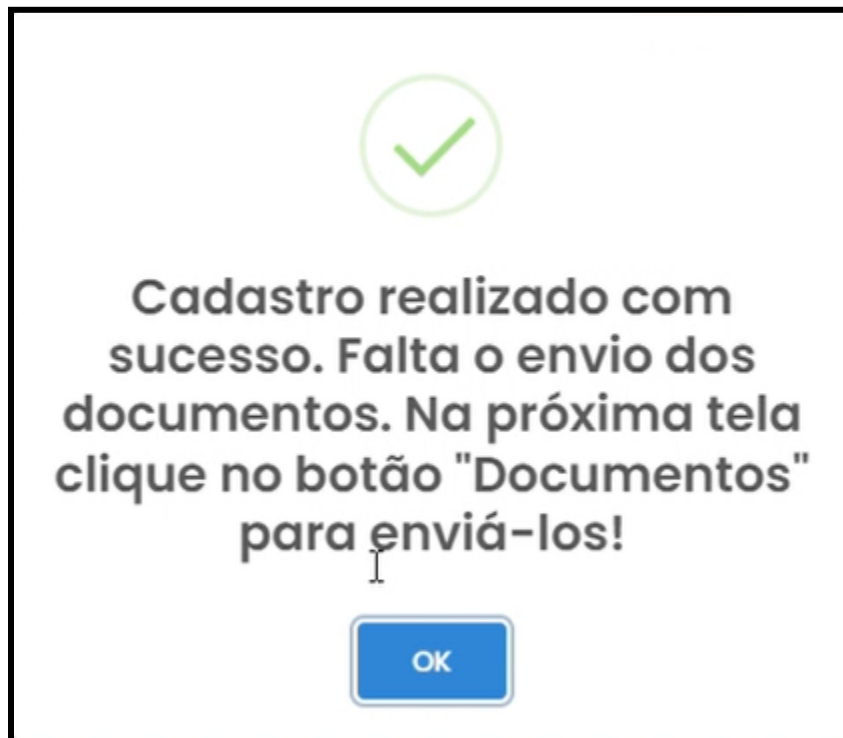 Cadastro realizado com
sucesso. Falta o envio dos
documentos. Na próxima tela
clique no botão "Documentos"
para enviá-los!
OK